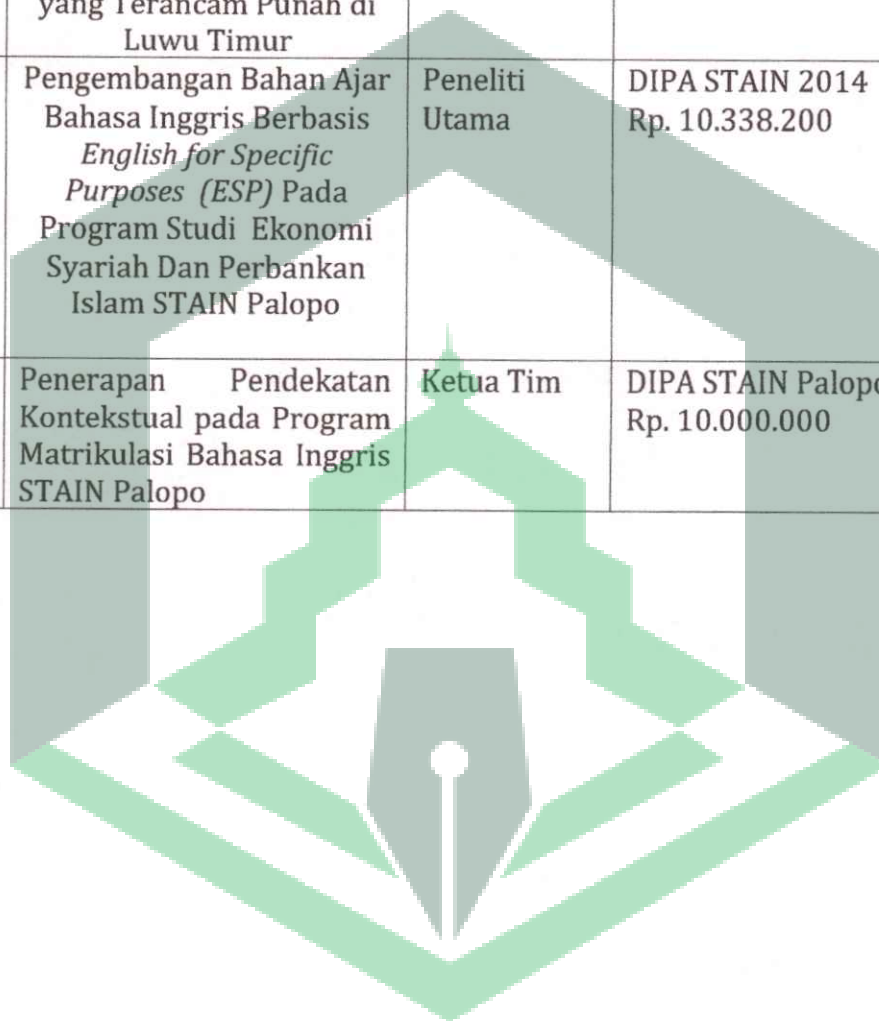 yang Terancam Punah di
Luwu Timur
Pengembangan Bahan Ajar
Bahasa Inggris Berbasis
English for Specific
Purposes (ESP) Pada
Program Studi Ekonomi
Syariah Dan Perbankan
Islam STAIN Palopo
Peneliti
Utama
DIPA STAIN 2014
Rp. 10.338.200
Penerapan Pendekatan
Kontekstual pada Program
Matrikulasi Bahasa Inggris
STAIN Palopo
Ketua Tim
DIPA STAIN Palopo
Rp. 10.000.000